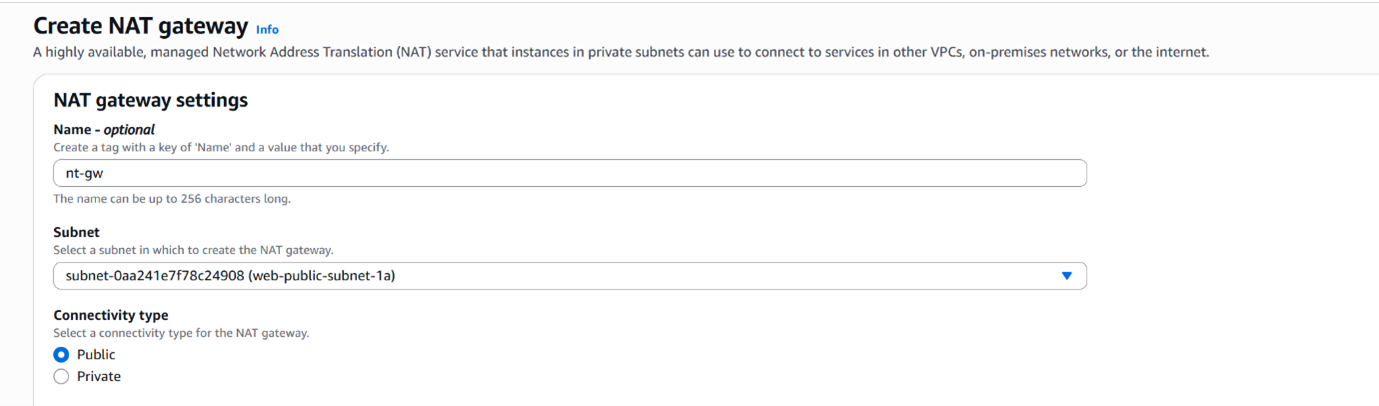 Create NAT gateway Info
A highly available, managed Network Address Translation (NAT) service that instances in private subnets can use to connect to services in other VPCs, on-premises networks, or the internet.
NAT gateway settings
Name - optional
Create a tag with a key of 'Name' and a value that you specify.
nt-gw
The name can be up to 256 characters long.
Subnet
Select a subnet in which to create the NAT gateway.
subnet-0aa241e7f78c24908 (web-public-subnet-1a)
Connectivity type
Select a connectivity type for the NAT gateway.
Public
Private